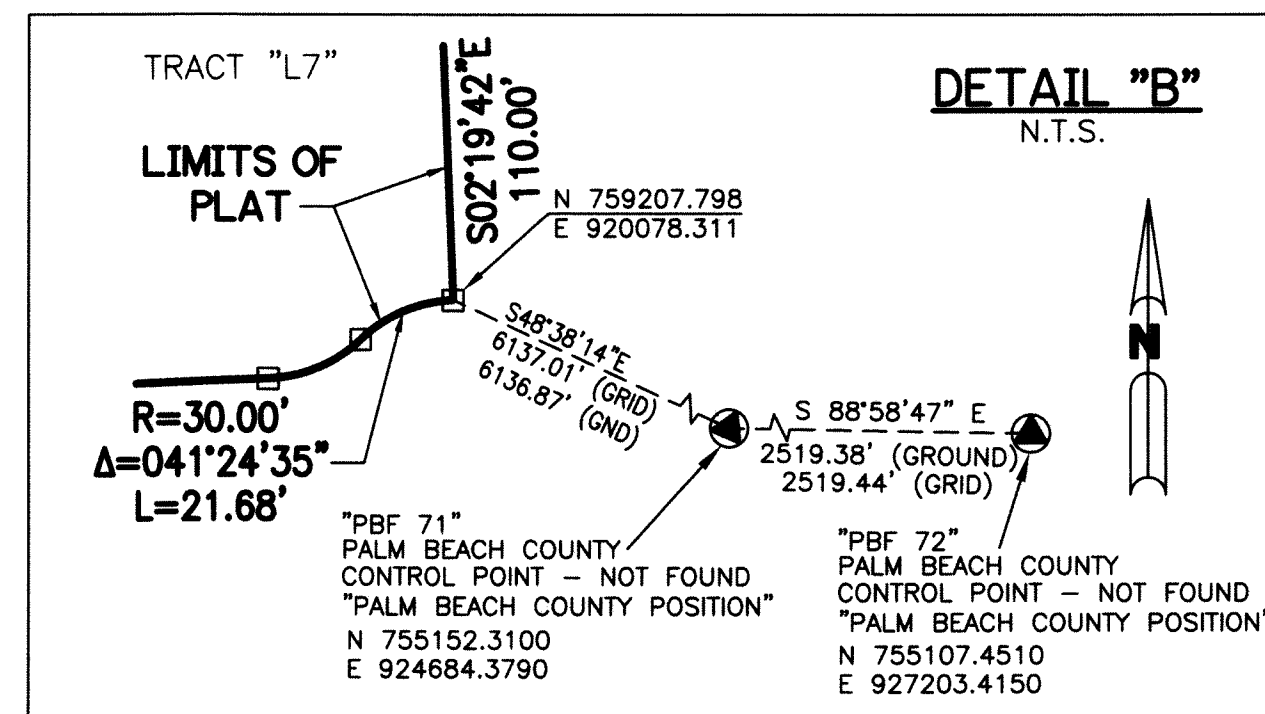 TRACT "L7"
DETAIL "B"
N.T.S.
LIMITS OF
PLAT
S02°19'42"E
110.00'
N 759207.798
E 920078.311
S48°38'14"E
6137.01' (GRID)
6136.87' (GND)
N
R=30.00'
Δ=041°24'35"
L=21.68'
S 88°58'47" E
2519.38' (GROUND)
2519.44' (GRID)
"PBF 71"
PALM BEACH COUNTY
CONTROL POINT – NOT FOUND
"PALM BEACH COUNTY POSITION"
N 755152.3100
E 924684.3790
"PBF 72"
PALM BEACH COUNTY
CONTROL POINT – NOT FOUND
"PALM BEACH COUNTY POSITION"
N 755107.4510
E 927203.4150